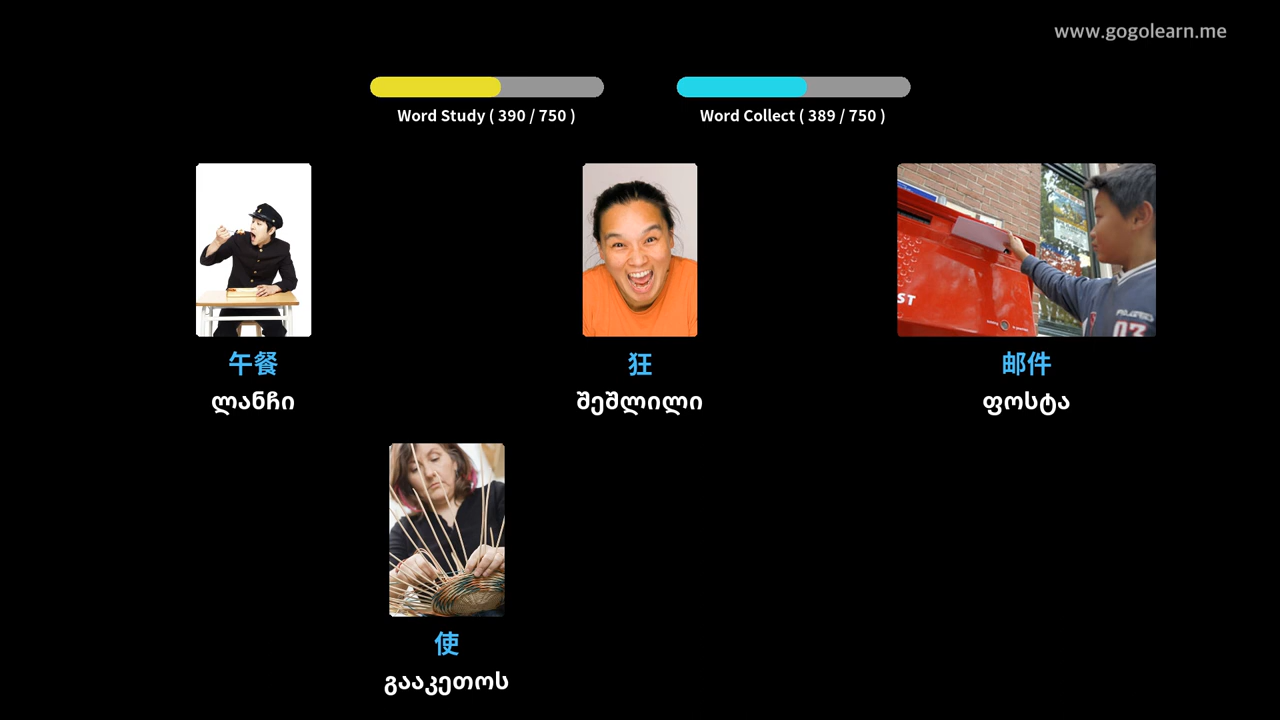 www.gogolearn.me
Word Study ( 390 / 750 )
Word Collect ( 389 / 750 )
ST
午餐
狂
邮件
ლანჩი
შეშლილი
ფოსტა
使
გააკეთოს